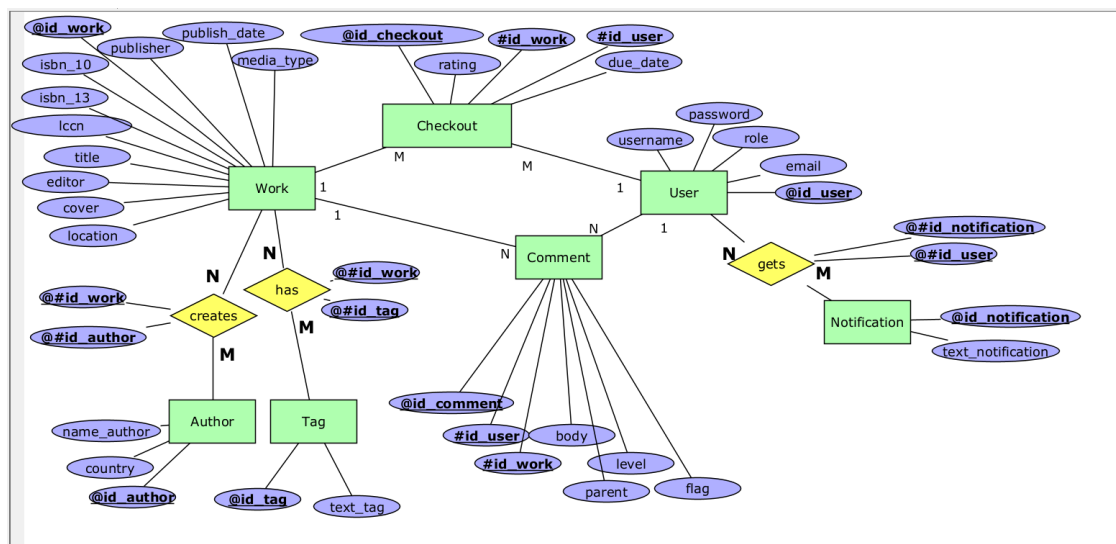 @id_work
publisher
publish_date
media_type
isbn_10
isbn_13
lccn
title
editor
cover
location
Work
@id_checkout
rating
#id_work
#id_user
due_date
Checkout
M
M
1
1
1
1
username
password
role
email
@id_user
User
N
N
Comment
N
M
gets
@#id_notification
@#id_user
Notification
@id_notification
text_notification
N
N
@#id_work
@#id_author
creates
M
has
@#id_work
@#id_tag
M
Author
name_author
country
@id_author
Tag
@id_tag
text_tag
@id_comment
#id_user
#id_work
body
parent
level
flag